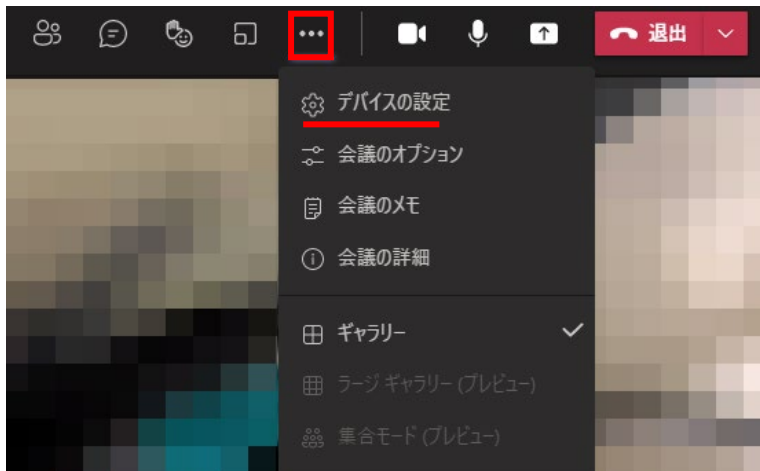 退出
デバイスの設定
会議のオプション
会議のメモ
会議の詳細
ギャラリー
ラージ ギャラリー (プレビュー)
集合モード (プレビュー)